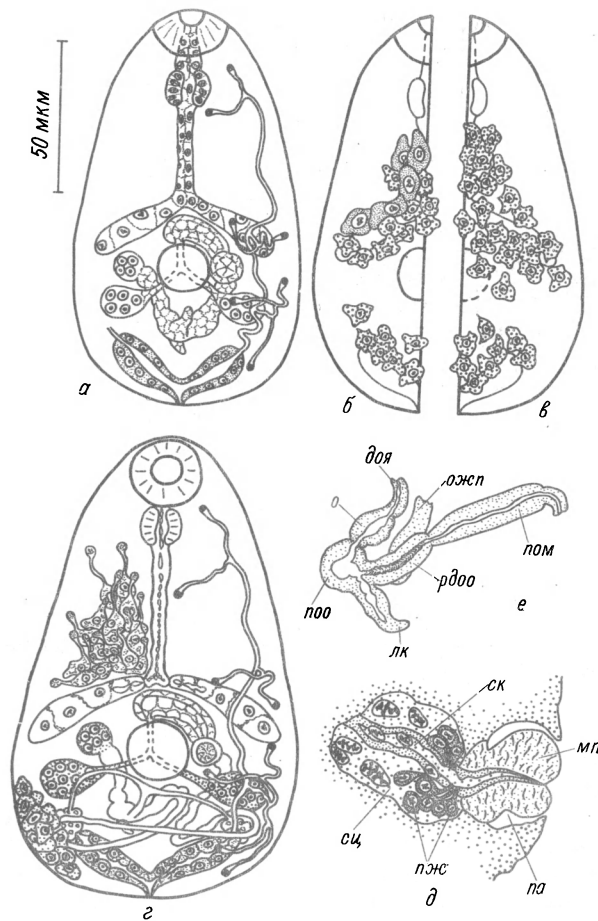 50 мкм
а
б
в
доя
ожп
о
пом
рдоо
поо
е
лк
ск
мп
сц
пж
па
г
д